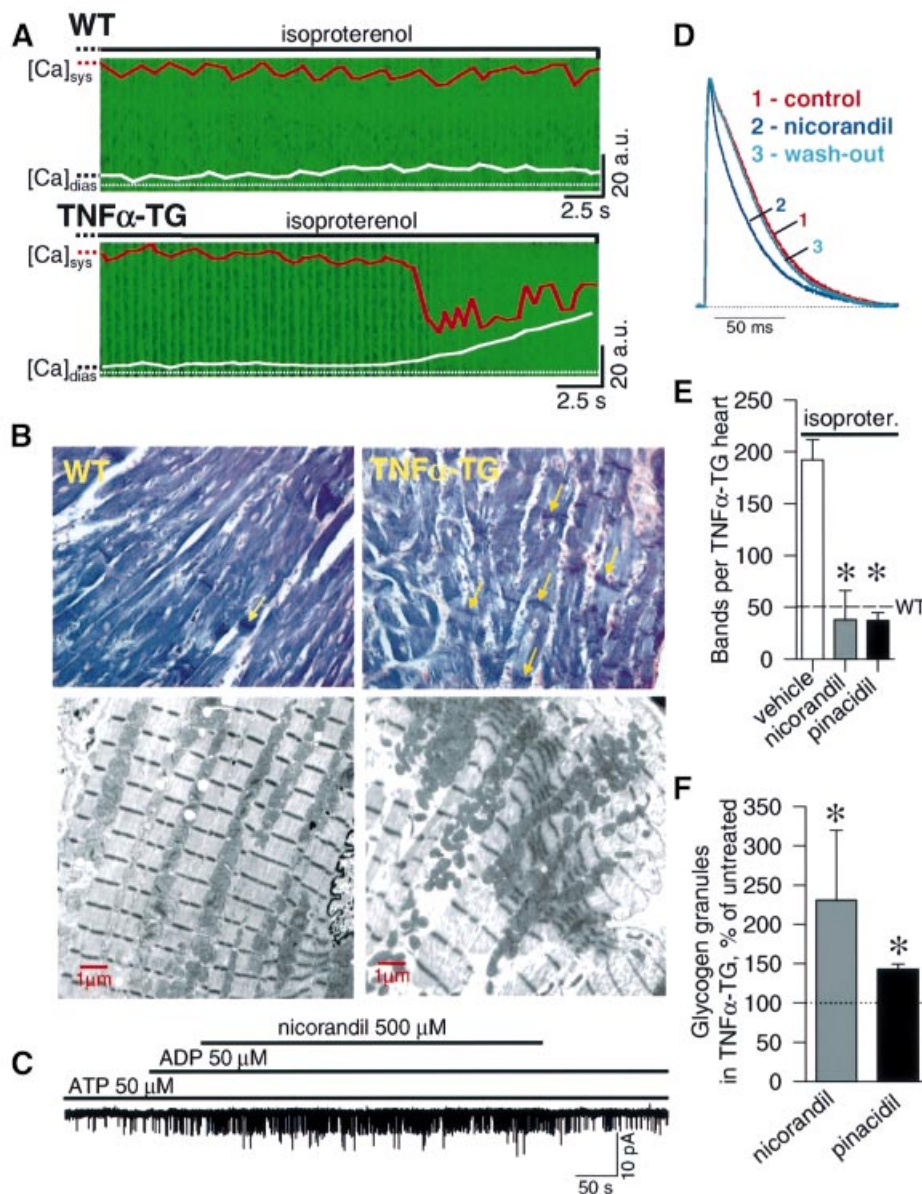 A
WT
isoproterenol
[Ca]sys
[Ca]dias
20 a.u.
2.5 s
TNFα-TG
isoproterenol
[Ca]sys
[Ca]dias
20 a.u.
2.5 s
B
WT
TNFα-TG
1μm
1μm
C
nicorandil 500 μM
ADP 50 μM
ATP 50 μM
10 pA
50 s
D
1 - control
2 - nicorandil
3 - wash-out
2
1
3
50 ms
E
isoproter.
Bands per TNFα-TG heart
250
200
150
100
50
0
* *
WT
vehicle
nicorandil
pinacidil
F
Glycogen granules
in TNFα-TG, % of untreated
350
300
250
200
150
100
50
0
*
*
nicorandil
pinacidil